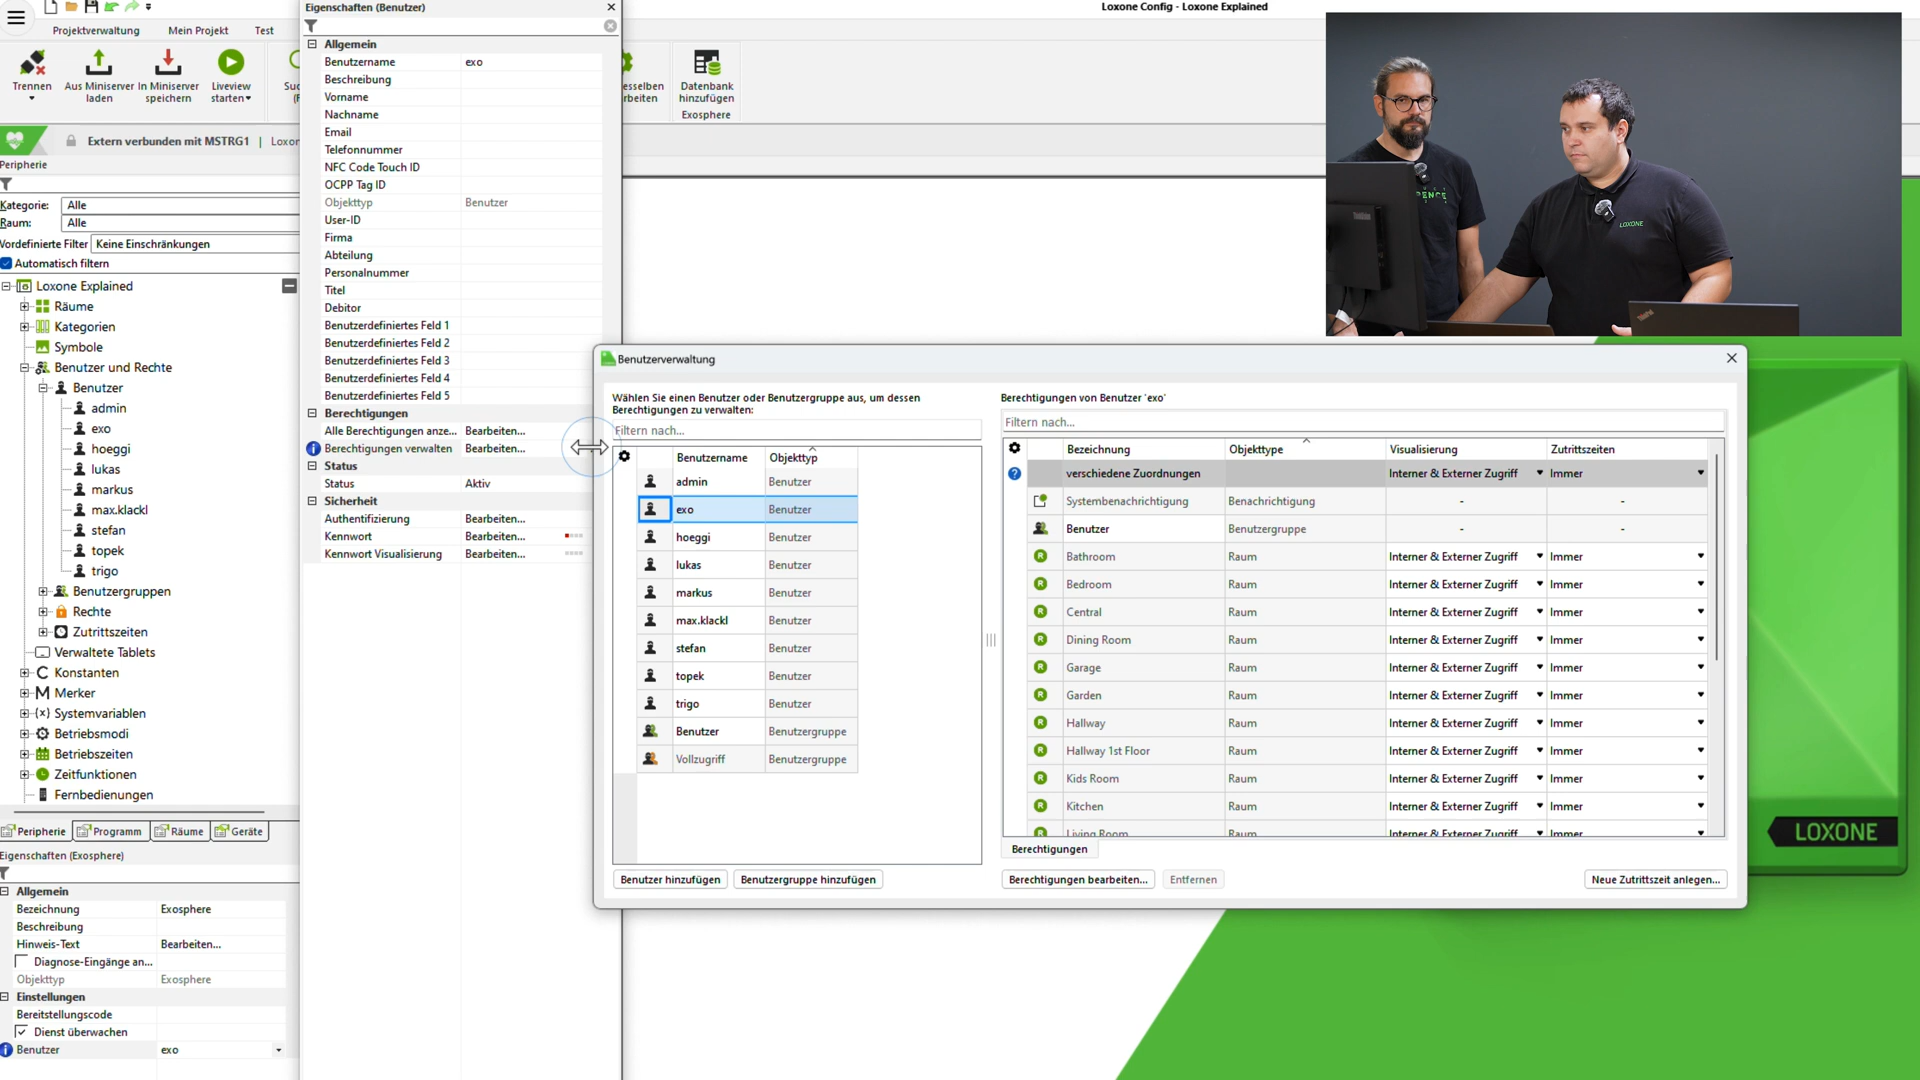 Loxone Config - Loxone Explained
Projektverwaltung
Mein Projekt
Test
Trennen
Aus Miniserver laden
In Miniserver speichern
Liveview starten
Datenbank hinzufügen
Exosphere
Extern verbunden mit MSTRG1 |
Peripherie
Kategorie: Alle
Raum: Alle
Vordefinierte Filter Keine Einschränkungen
Automatisch filtern
Loxone Explained
Räume
Kategorien
Symbole
Benutzer und Rechte
Benutzer
admin
exo
hoeggi
lukas
markus
max.klackl
stefan
topek
trigo
Benutzergruppen
Rechte
Zutrittszeiten
Verwaltete Tablets
Konstanten
Merker
Systemvariablen
Betriebsmodi
Betriebszeiten
Zeitfunktionen
Fernbedienungen
Peripherie
Programm
Räume
Geräte
Eigenschaften (Exosphere)
Allgemein
Bezeichnung Exosphere
Beschreibung
Hinweis-Text Bearbeiten...
Diagnose-Eingänge an...
Objekttyp Exosphere
Einstellungen
Bereitstellungscode
Dienst überwachen
Benutzer exo
Eigenschaften (Benutzer)
Allgemein
Benutzername exo
Beschreibung
Vorname
Nachname
Email
Telefonnummer
NFC Code Touch ID
OCPP Tag ID
Objekttyp Benutzer
User-ID
Firma
Abteilung
Personalnummer
Titel
Debitor
Benutzerdefiniertes Feld 1
Benutzerdefiniertes Feld 2
Benutzerdefiniertes Feld 3
Benutzerdefiniertes Feld 4
Benutzerdefiniertes Feld 5
Berechtigungen
Alle Berechtigungen anze... Bearbeiten...
Berechtigungen verwalten Bearbeiten...
Status
Status Aktiv
Sicherheit
Authentifizierung Bearbeiten...
Kennwort Bearbeiten...
Kennwort Visualisierung Bearbeiten...
Benutzerverwaltung
Wählen Sie einen Benutzer oder Benutzergruppe aus, um dessen
Berechtigungen zu verwalten:
Filtern nach...
Benutzername Objekttyp
admin Benutzer
exo Benutzer
hoeggi Benutzer
lukas Benutzer
markus Benutzer
max.klackl Benutzer
stefan Benutzer
topek Benutzer
trigo Benutzer
Benutzer Benutzergruppe
Vollzugriff Benutzergruppe
Benutzer hinzufügen
Benutzergruppe hinzufügen
Berechtigungen von Benutzer 'exo'
Filtern nach...
Bezeichnung Objekttype Visualisierung Zutrittszeiten
verschiedene Zuordnungen Interner & Externer Zugriff Immer
Systembenachrichtigung Benachrichtigung - -
Benutzer Benutzergruppe - -
Bathroom Raum Interner & Externer Zugriff Immer
Bedroom Raum Interner & Externer Zugriff Immer
Central Raum Interner & Externer Zugriff Immer
Dining Room Raum Interner & Externer Zugriff Immer
Garage Raum Interner & Externer Zugriff Immer
Garden Raum Interner & Externer Zugriff Immer
Hallway Raum Interner & Externer Zugriff Immer
Hallway 1st Floor Raum Interner & Externer Zugriff Immer
Kids Room Raum Interner & Externer Zugriff Immer
Kitchen Raum Interner & Externer Zugriff Immer
Living Room Raum Interner & Externer Zugriff Immer
Berechtigungen
Berechtigungen bearbeiten...
Entfernen
Neue Zutrittszeit anlegen...
LOXONE
LOXONE